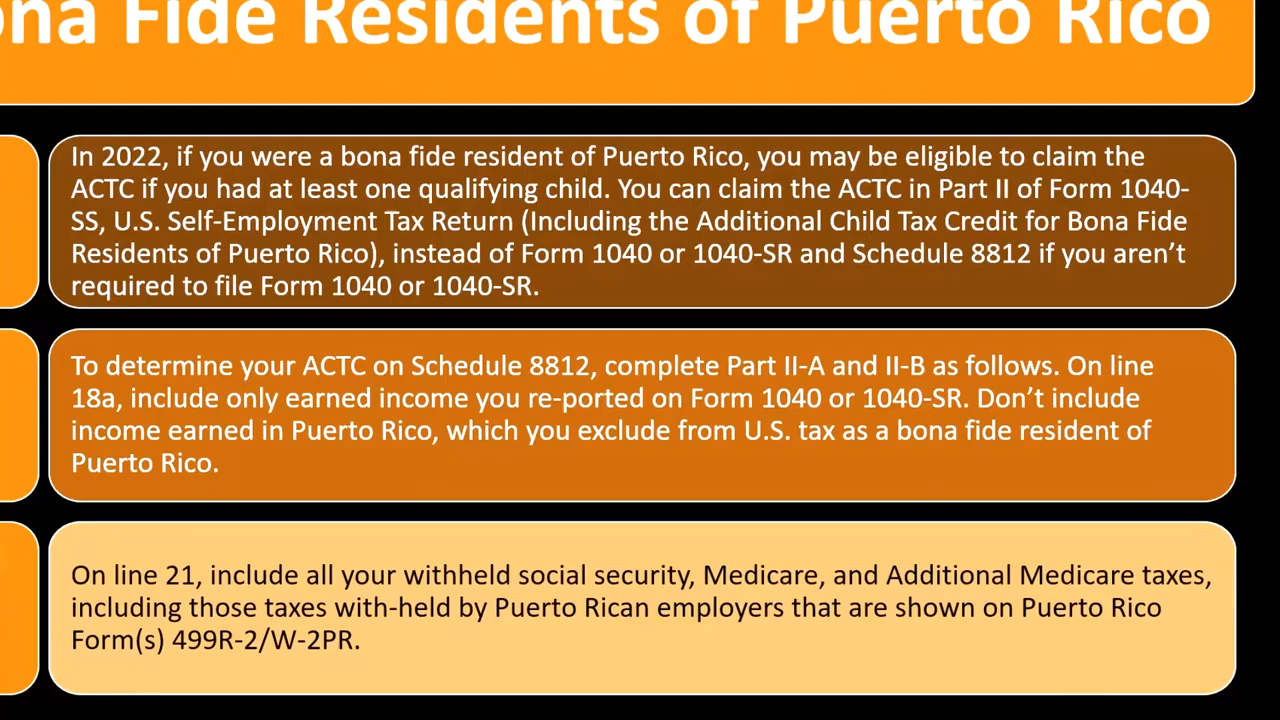 ona Fide Residents of Puerto Rico
In 2022, if you were a bona fide resident of Puerto Rico, you may be eligible to claim the
ACTC if you had at least one qualifying child. You can claim the ACTC in Part II of Form 1040-
SS, U.S. Self-Employment Tax Return (Including the Additional Child Tax Credit for Bona Fide
Residents of Puerto Rico), instead of Form 1040 or 1040-SR and Schedule 8812 if you aren’t
required to file Form 1040 or 1040-SR.
To determine your ACTC on Schedule 8812, complete Part II-A and II-B as follows. On line
18a, include only earned income you re-ported on Form 1040 or 1040-SR. Don’t include
income earned in Puerto Rico, which you exclude from U.S. tax as a bona fide resident of
Puerto Rico.
On line 21, include all your withheld social security, Medicare, and Additional Medicare taxes,
including those taxes with-held by Puerto Rican employers that are shown on Puerto Rico
Form(s) 499R-2/W-2PR.